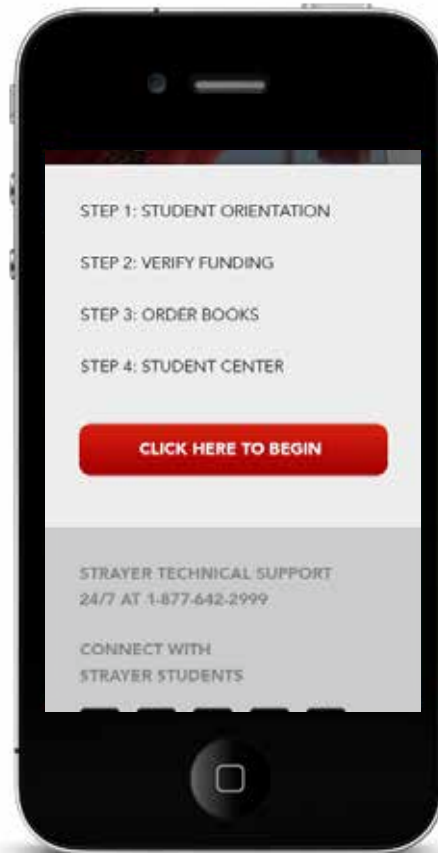 STEP 1: STUDENT ORIENTATION
STEP 2: VERIFY FUNDING
STEP 3: ORDER BOOKS
STEP 4: STUDENT CENTER
CLICK HERE TO BEGIN
STRAYER TECHNICAL SUPPORT
24/7 AT 1-877-642-2999
CONNECT WITH
STRAYER STUDENTS